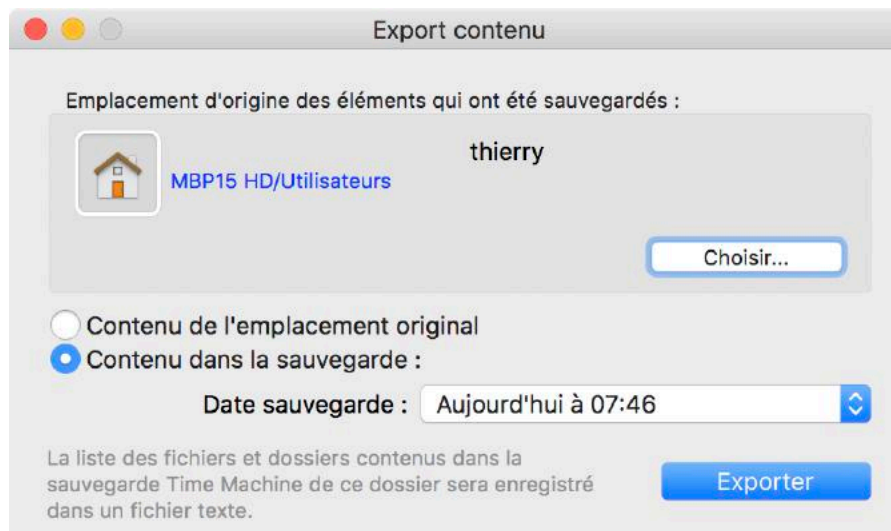 Export contenu
Emplacement d'origine des éléments qui ont été sauvegardés :
thierry
MBP15 HD/Utilisateurs
Choisir...
Contenu de l'emplacement original
Contenu dans la sauvegarde :
Date sauvegarde : Aujourd'hui à 07:46
La liste des fichiers et dossiers contenus dans la
sauvegarde Time Machine de ce dossier sera enregistré
dans un fichier texte.
Exporter